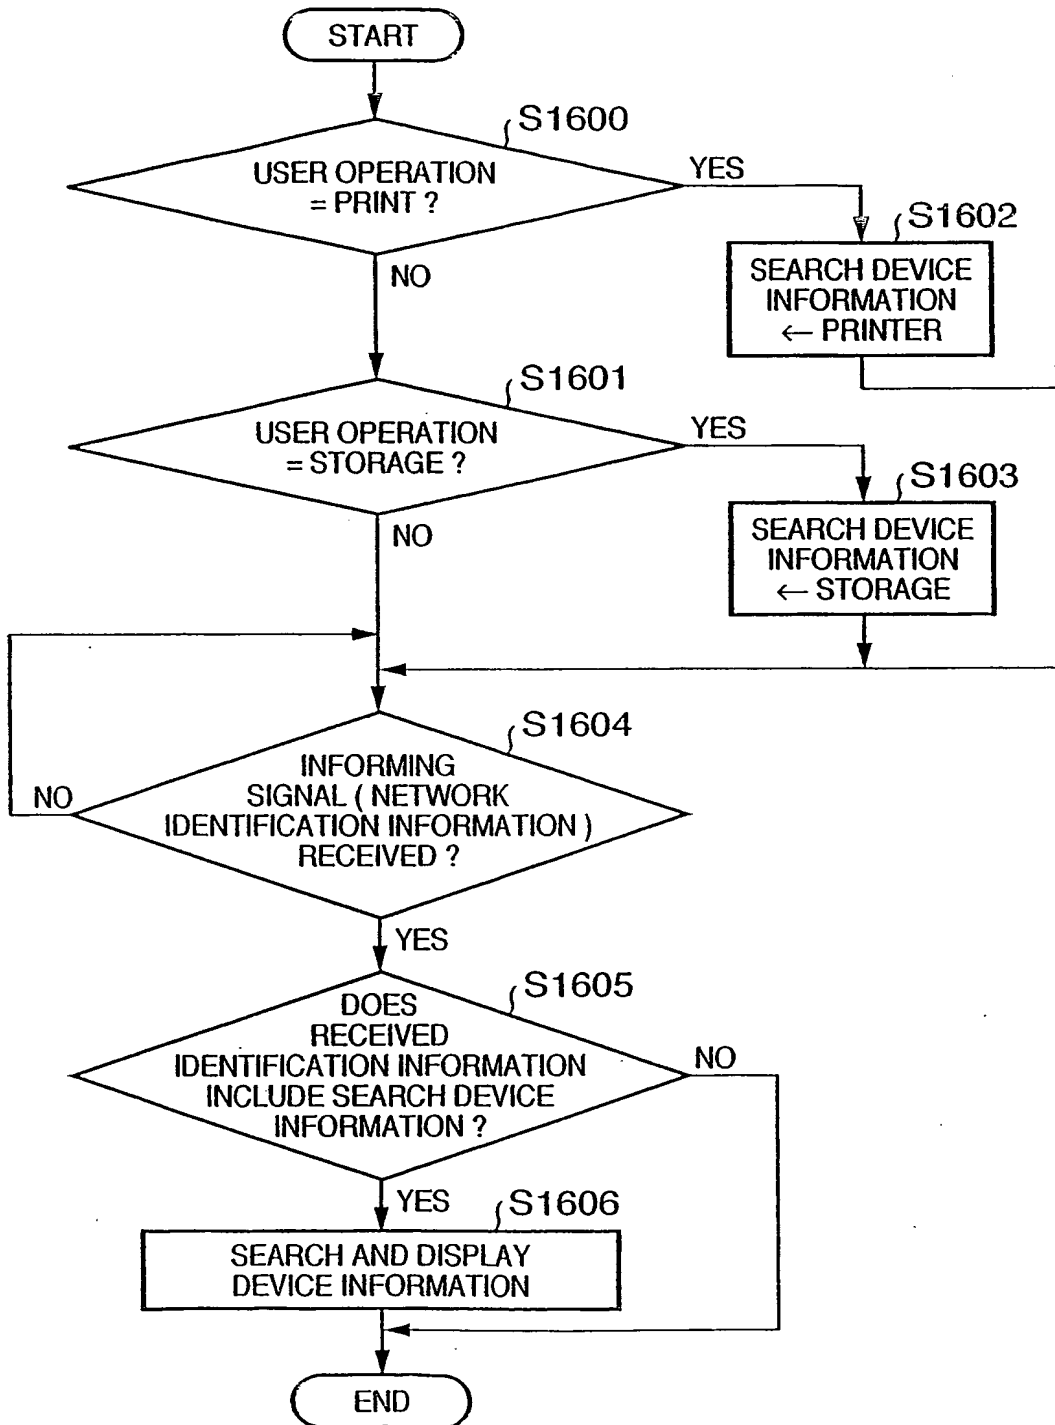 START
S1600
USER OPERATION
= PRINT ?
YES
NO
S1602
SEARCH DEVICE
INFORMATION
← PRINTER
S1601
USER OPERATION
= STORAGE ?
YES
NO
S1603
SEARCH DEVICE
INFORMATION
← STORAGE
S1604
INFORMING
SIGNAL ( NETWORK
IDENTIFICATION INFORMATION )
RECEIVED ?
NO
YES
S1605
DOES
RECEIVED
IDENTIFICATION INFORMATION
INCLUDE SEARCH DEVICE
INFORMATION ?
NO
YES
S1606
SEARCH AND DISPLAY
DEVICE INFORMATION
END